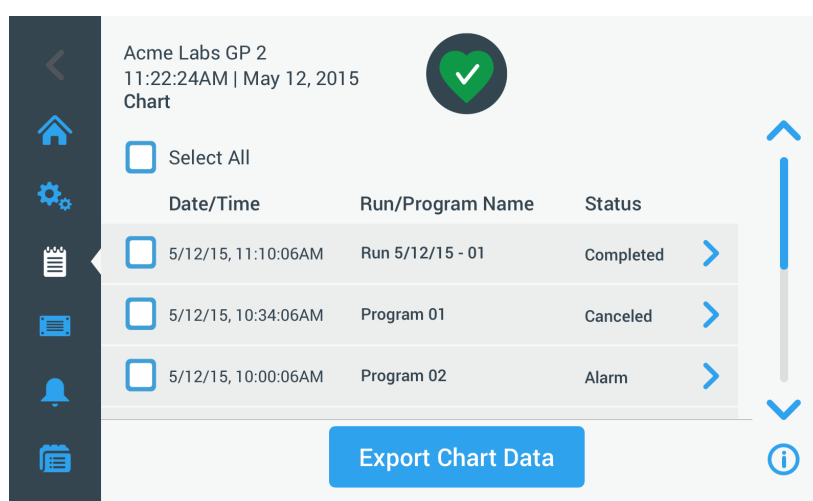 Acme Labs GP 2
11:22:24AM | May 12, 2015
Chart
Select All
Date/Time Run/Program Name Status
5/12/15, 11:10:06AM Run 5/12/15 - 01 Completed
5/12/15, 10:34:06AM Program 01 Canceled
5/12/15, 10:00:06AM Program 02 Alarm
Export Chart Data